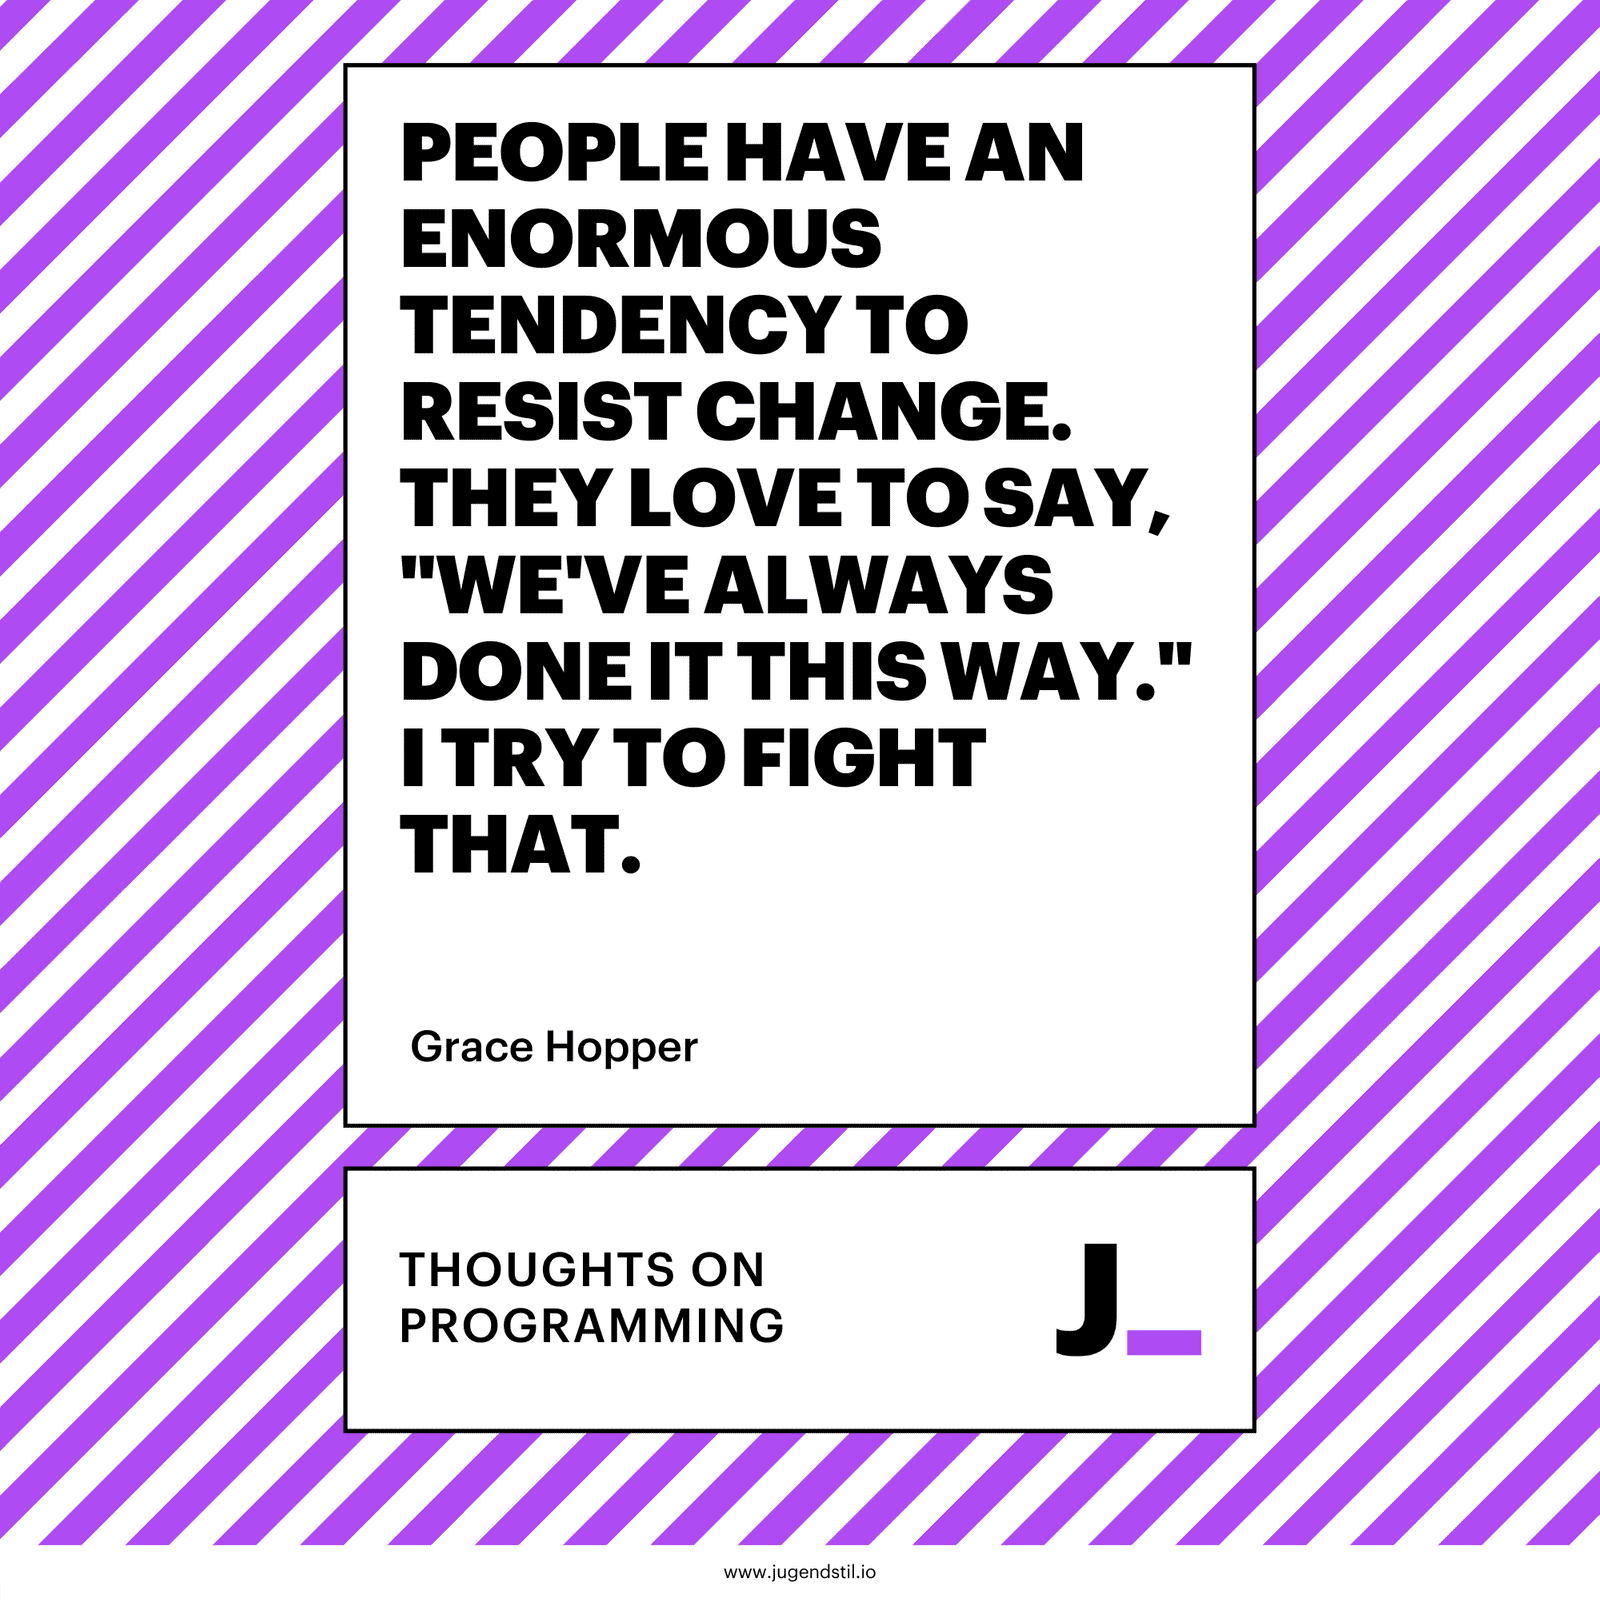 PEOPLE HAVE AN
ENORMOUS
TENDENCY TO
RESIST CHANGE.
THEY LOVE TO SAY,
"WE'VE ALWAYS
DONE IT THIS WAY."
I TRY TO FIGHT
THAT.
Grace Hopper
THOUGHTS ON
PROGRAMMING
J_
www.jugendstil.io